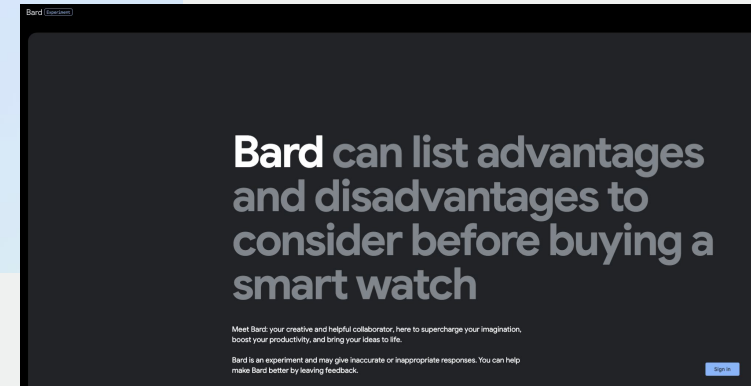 Bard Experiment
Bard can list advantages
and disadvantages to
consider before buying a
smart watch
Meet Bard: your creative and helpful collaborator, here to supercharge your imagination,
boost your productivity, and bring your ideas to life.
Bard is an experiment and may give inaccurate or inappropriate responses. You can help
make Bard better by leaving feedback.
Sign in